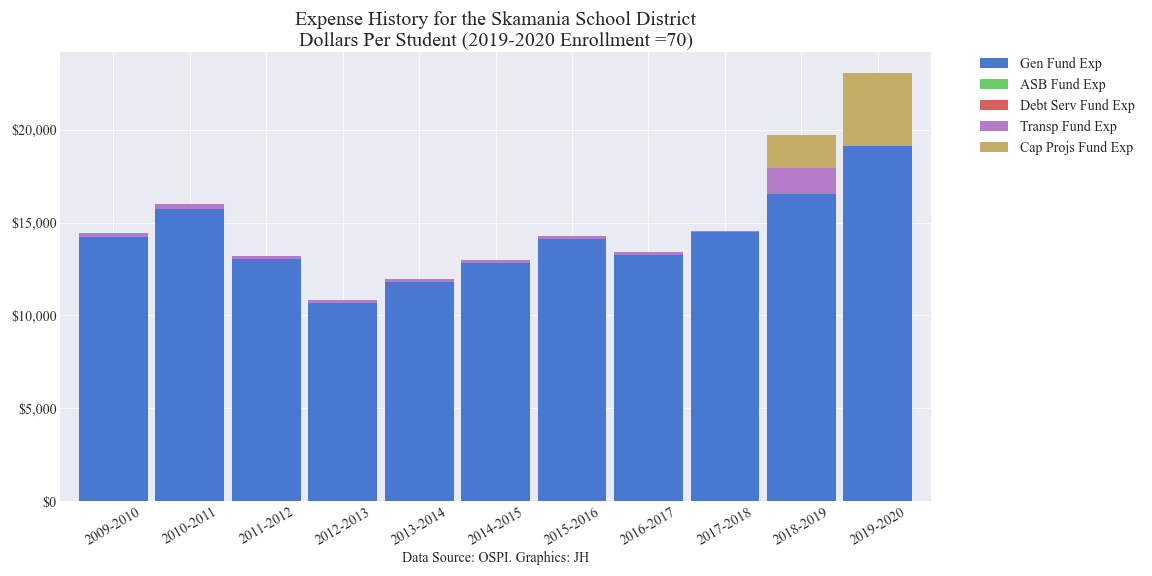 Expense History for the Skamania School District
Dollars Per Student (2019-2020 Enrollment =70)
Gen Fund Exp
ASB Fund Exp
Debt Serv Fund Exp
Transp Fund Exp
Cap Projs Fund Exp
$20,000
$15,000
$10,000
$5,000
$0
2009-2010
2010-2011
2011-2012
2012-2013
2013-2014
2014-2015
2015-2016
2016-2017
2017-2018
2018-2019
2019-2020
Data Source: OSPI. Graphics: JH